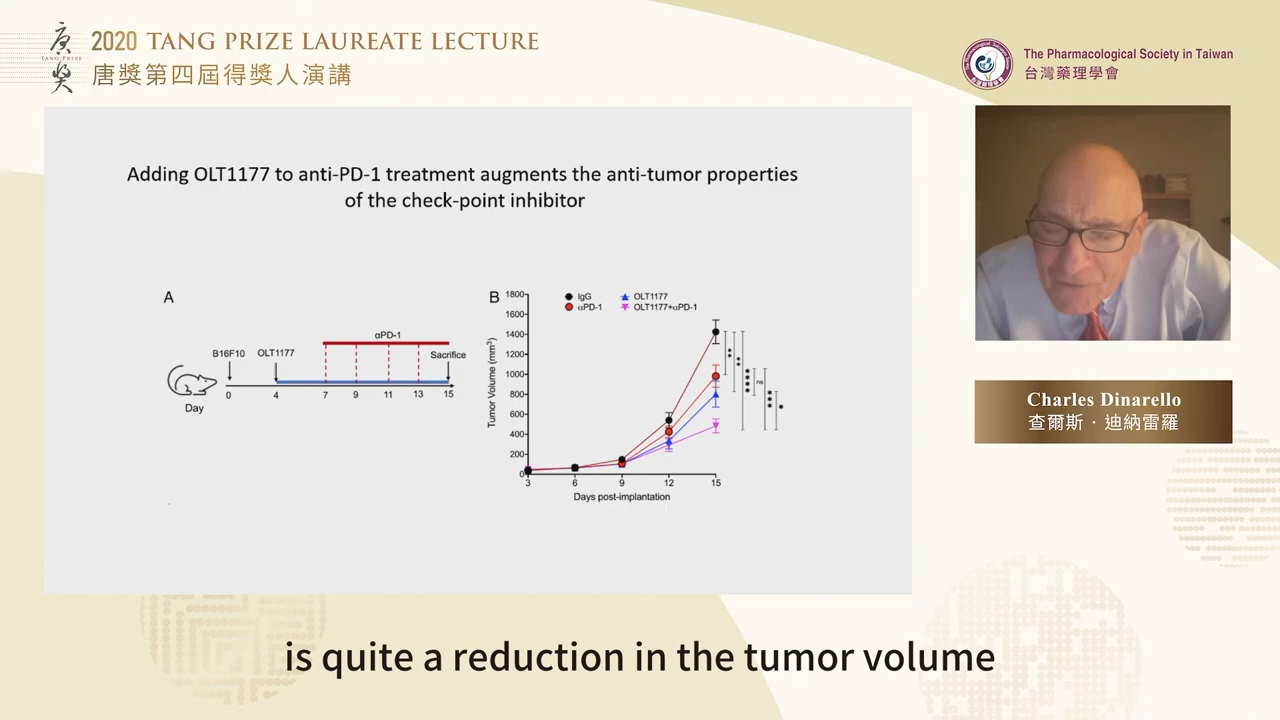 唐獎
TANG PRIZE
2020 TANG PRIZE LAUREATE LECTURE
唐獎第四屆得獎人演講
The Pharmacological Society in Taiwan
台灣藥理學會
Adding OLT1177 to anti-PD-1 treatment augments the anti-tumor properties
of the check-point inhibitor
A
αPD-1
B16F10
OLT1177
Sacrifice
0 4 7 9 11 13 15
Day
B
IgG
OLT1177
αPD-1
OLT1177+αPD-1
Tumor Volume (mm³)
1800
1600
1400
1200
1000
800
600
400
200
0
3 6 9 12 15
Days post-implantation
** ** **** ns **** *
Charles Dinarello
查爾斯·迪納雷羅
is quite a reduction in the tumor volume